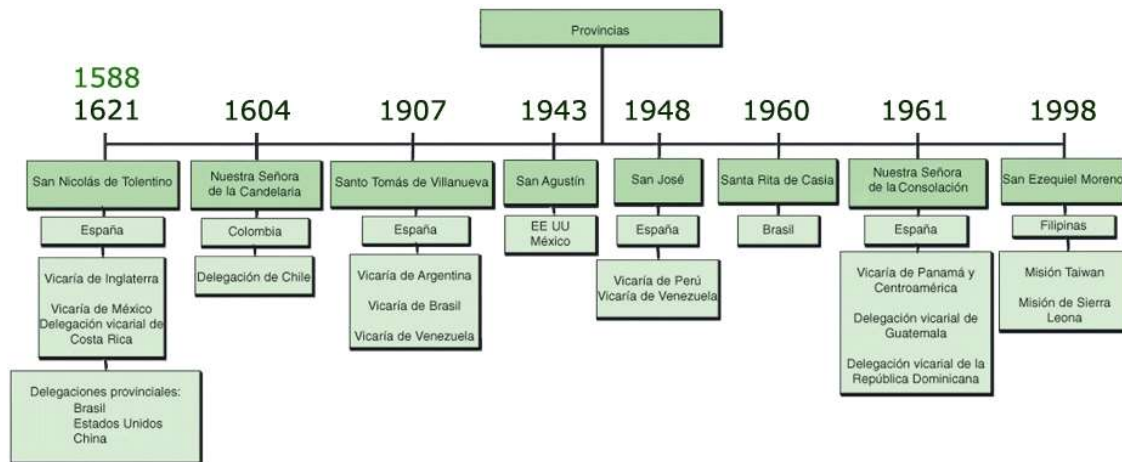 Provincias
1588
1621
1604
1907
1943
1948
1960
1961
1998
San Nicolás de Tolentino
Nuestra Señora
de la Candelaria
Santo Tomás de Villanueva
San Agustín
San José
Santa Rita de Casia
Nuestra Señora
de la Consolación
San Ezequiel Moreno
España
Colombia
España
EE UU
México
España
Brasil
España
Filipinas
Vicaría de Inglaterra
Vicaría de México
Delegación vicarial de
Costa Rica
Delegación de Chile
Vicaría de Argentina
Vicaría de Brasil
Vicaría de Venezuela
Vicaría de Perú
Vicaría de Venezuela
Vicaría de Panamá y
Centroamérica
Delegación vicarial de
Guatemala
Delegación vicarial de la
República Dominicana
Misión Taiwan
Misión de Sierra
Leona
Delegaciones provinciales:
Brasil
Estados Unidos
China